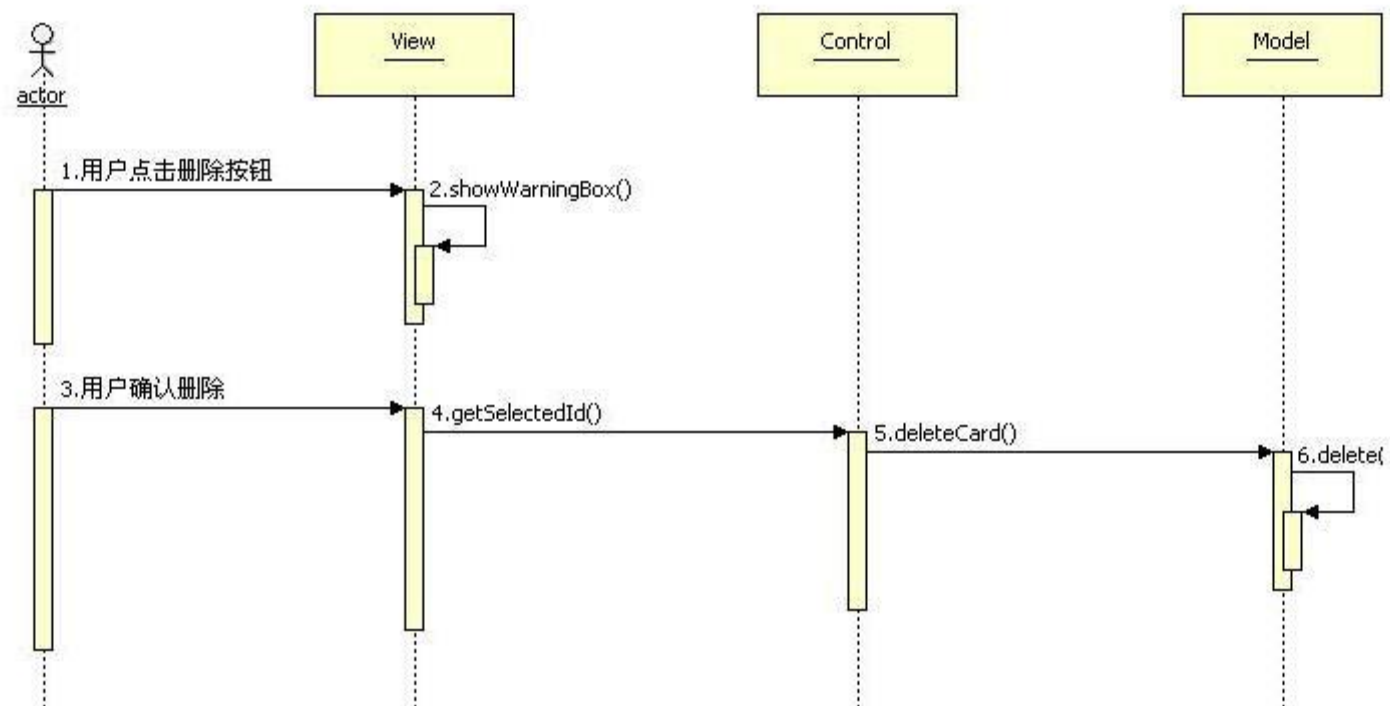 actor
View
Control
Model
1.用户点击删除按钮
2.showWarningBox()
3.用户确认删除
4.getSelectedId()
5.deleteCard()
6.delete(